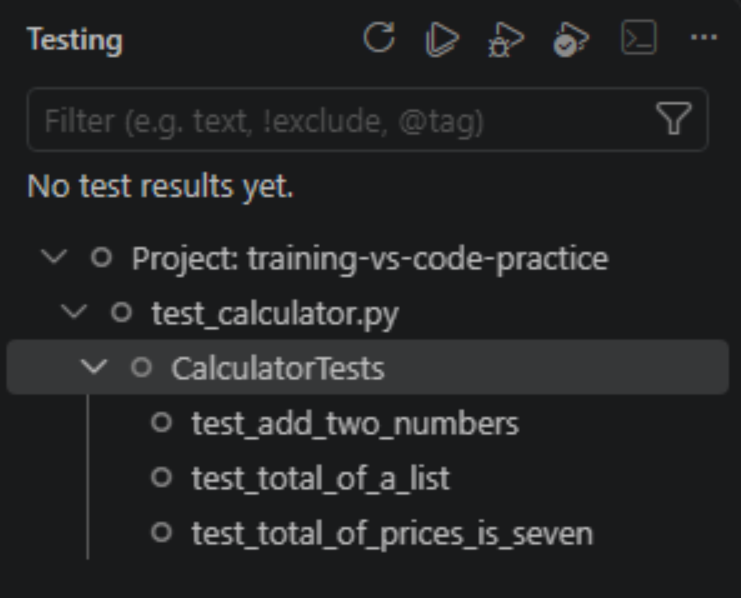 Testing
Filter (e.g. text, !exclude, @tag)
No test results yet.
Project: training-vs-code-practice
test_calculator.py
CalculatorTests
test_add_two_numbers
test_total_of_a_list
test_total_of_prices_is_seven